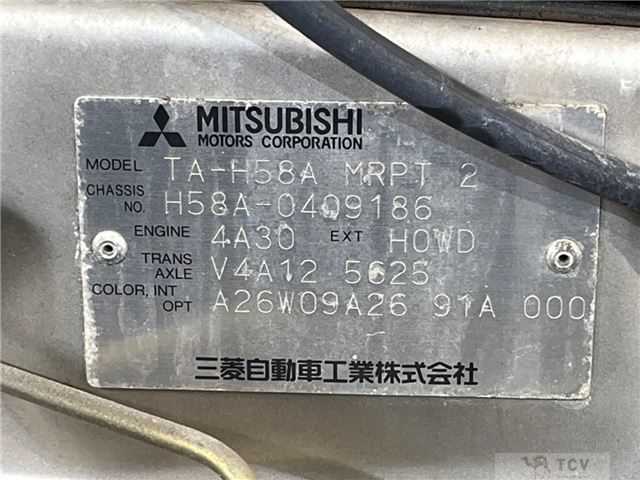 MITSUBISHI
MOTORS CORPORATION
MODEL TA-H58A MRPT 2
CHASSIS NO. H58A-0409186
ENGINE 4A30 EXT H0WD
TRANS AXLE V4A12 5625
COLOR, INT OPT A26W09A26 91A 000
三菱自動車工業株式会社
TCV